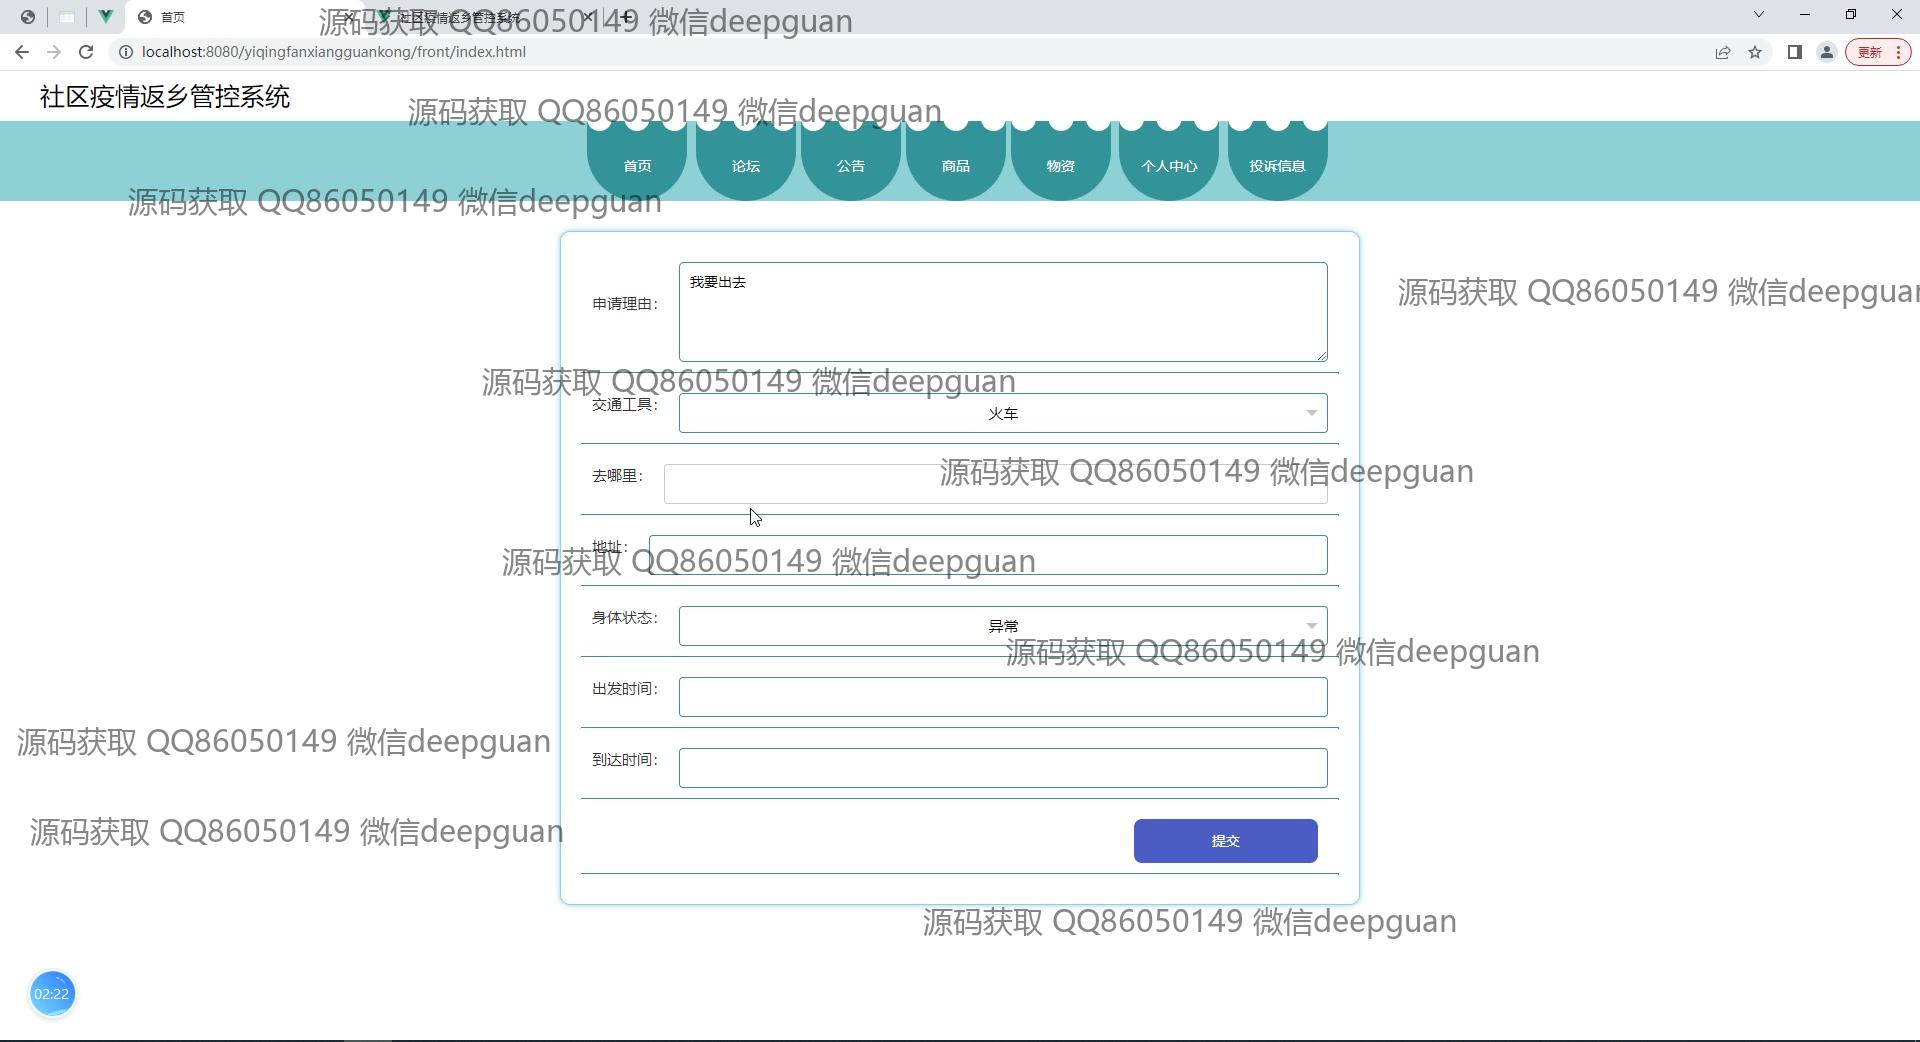 首页
社区疫情返乡管控系统
源码获取 QQ86050149 微信deepguan
localhost:8080/yiqingfanxiangguankong/front/index.html
更新
社区疫情返乡管控系统
源码获取 QQ86050149 微信deepguan
首页
论坛
公告
商品
物资
个人中心
投诉信息
源码获取 QQ86050149 微信deepguan
申请理由：
我要出去
源码获取 QQ86050149 微信deepguan
源码获取 QQ86050149 微信deepguan
交通工具：
火车
去哪里：
源码获取 QQ86050149 微信deepguan
地址：
源码获取 QQ86050149 微信deepguan
身体状态：
异常
源码获取 QQ86050149 微信deepguan
出发时间：
源码获取 QQ86050149 微信deepguan
到达时间：
源码获取 QQ86050149 微信deepguan
提交
源码获取 QQ86050149 微信deepguan
02:22